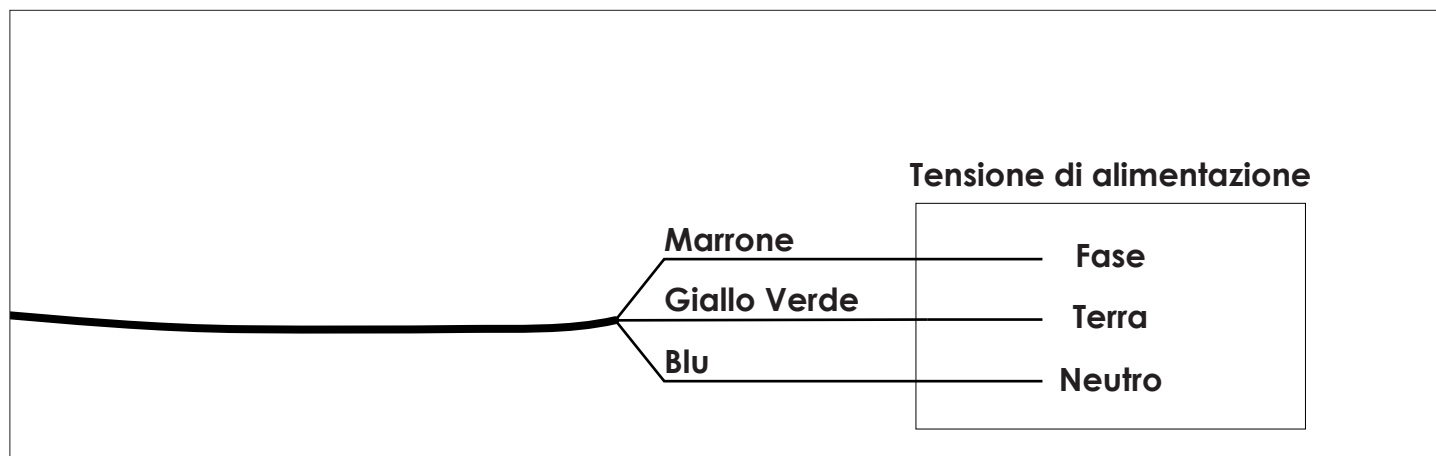 Tensione di alimentazione
Marrone
Fase
Giallo Verde
Terra
Blu
Neutro